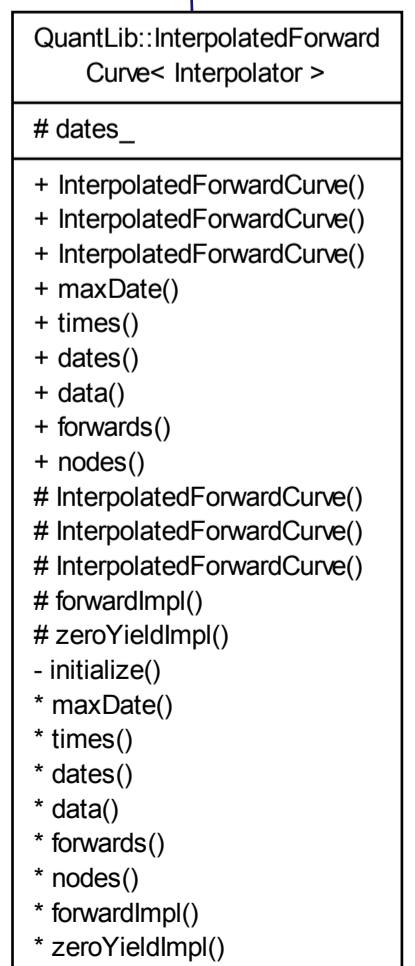 QuantLib::InterpolatedForward
Curve< Interpolator >
# dates_
+ InterpolatedForwardCurve()
+ InterpolatedForwardCurve()
+ InterpolatedForwardCurve()
+ maxDate()
+ times()
+ dates()
+ data()
+ forwards()
+ nodes()
# InterpolatedForwardCurve()
# InterpolatedForwardCurve()
# InterpolatedForwardCurve()
# forwardImpl()
# zeroYieldImpl()
- initialize()
* maxDate()
* times()
* dates()
* data()
* forwards()
* nodes()
* forwardImpl()
* zeroYieldImpl()